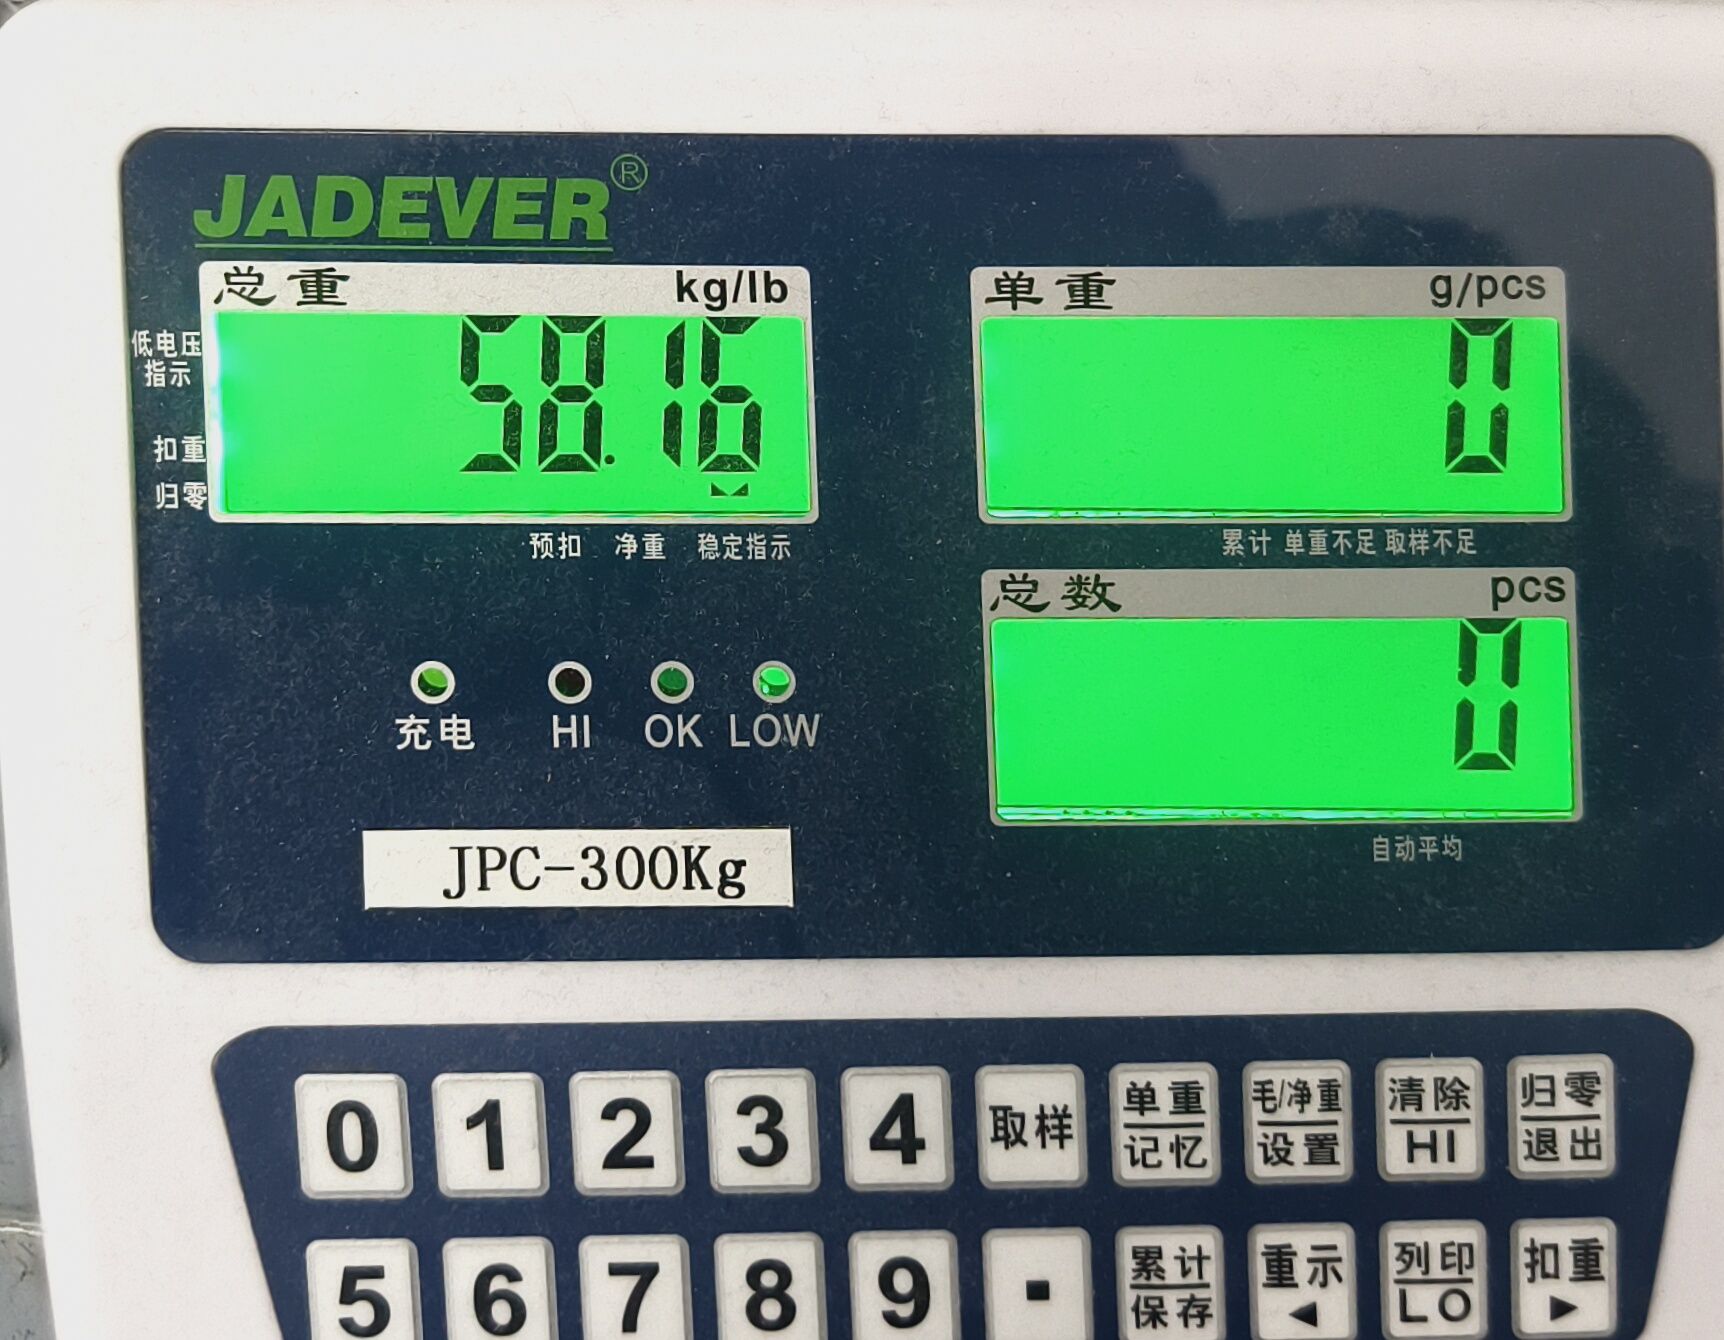 JADEVER®
总重 kg/lb
58.16
低电压
指示
扣重
归零
预扣 净重 稳定指示
单重 g/pcs
0
累计 单重不足 取样不足
总数 pcs
0
自动平均
充电 HI OK LOW
JPC-300Kg
0 1 2 3 4 取样 单重 毛/净重 清除 归零
记忆 设置 HI 退出
5 6 7 8 9 . 累计 重示 列印 扣重
保存 ◀ LO ▶